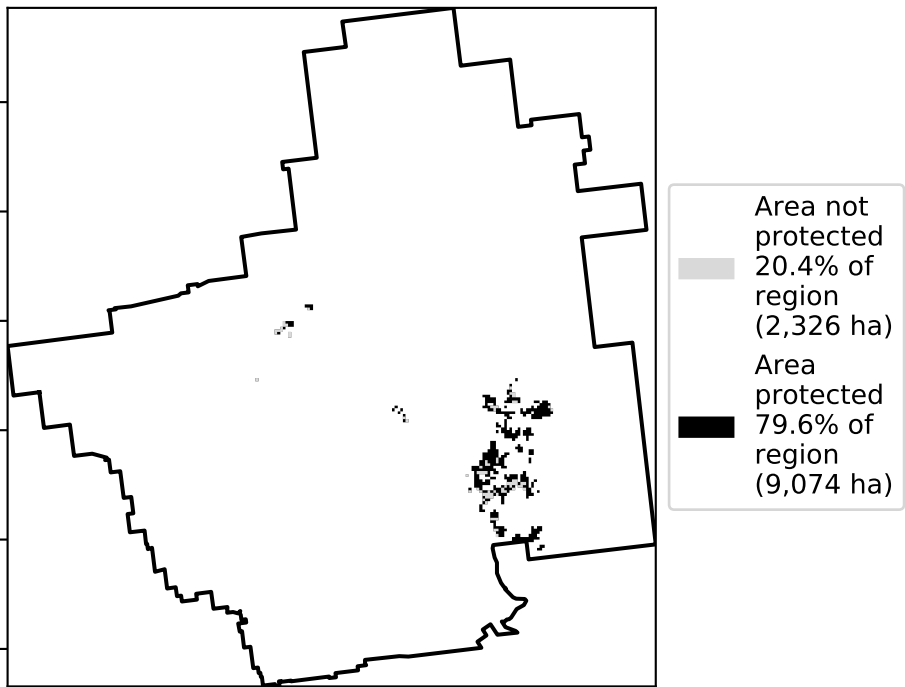 Area not
protected
20.4% of
region
(2,326 ha)
Area
protected
79.6% of
region
(9,074 ha)